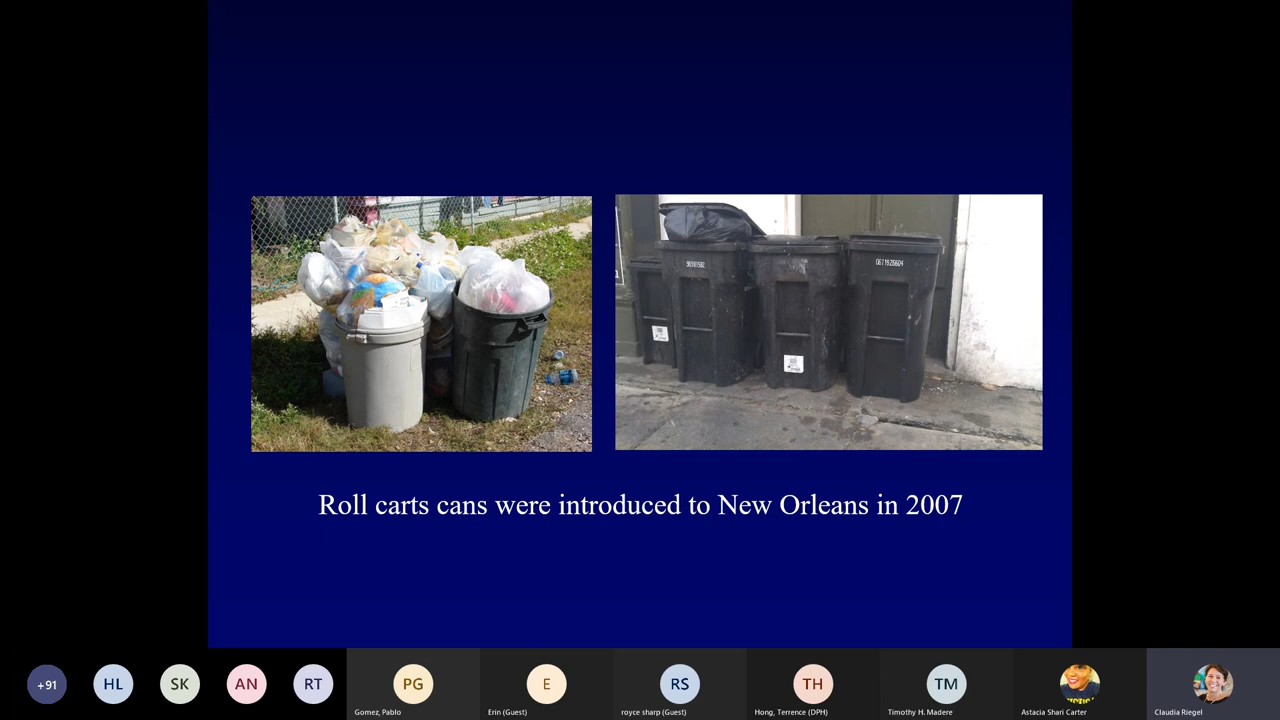 Roll carts cans were introduced to New Orleans in 2007
+91
HL
SK
AN
RT
PG
E
RS
TH
TM
Gomez, Pablo
Erin (Guest)
royce sharp (Guest)
Hong, Terrence (DPH)
Timothy H. Madere
Astacia Shari Carter
Claudia Riegel